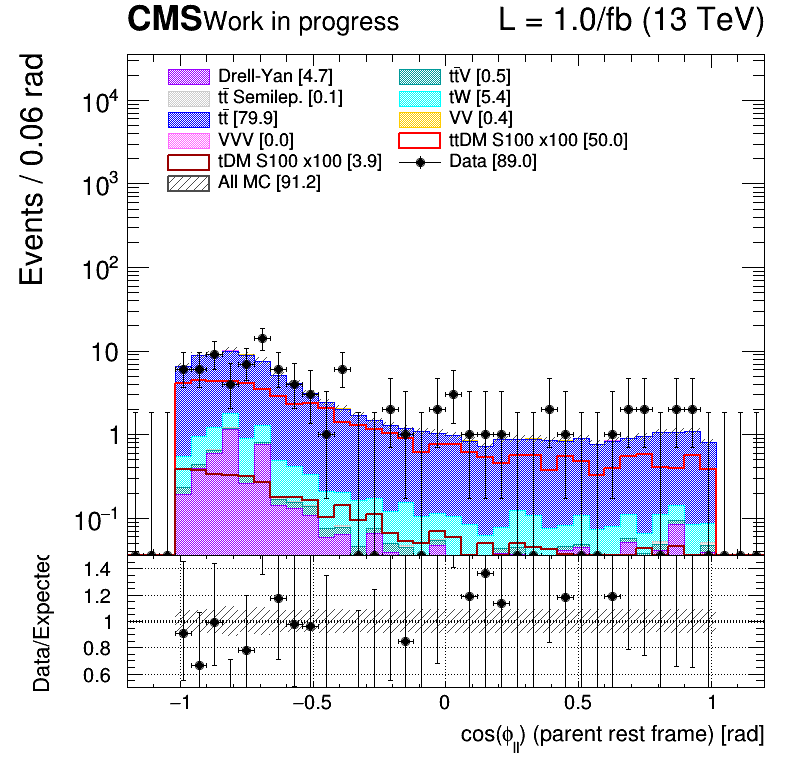 CMS Work in progress L = 1.0/fb (13 TeV)
Drell-Yan [4.7]
tt̄ Semilep. [0.1]
tt̄ [79.9]
VVV [0.0]
tDM S100 x100 [3.9]
All MC [91.2]
tt̄V [0.5]
tW [5.4]
VV [0.4]
ttDM S100 x100 [50.0]
Data [89.0]
Events / 0.06 rad
10⁴
10³
10²
10
1
10⁻¹
Data/Expected
1.4
1.2
1
0.8
0.6
−1 −0.5 0 0.5 1
cos(ϕ_ll) (parent rest frame) [rad]